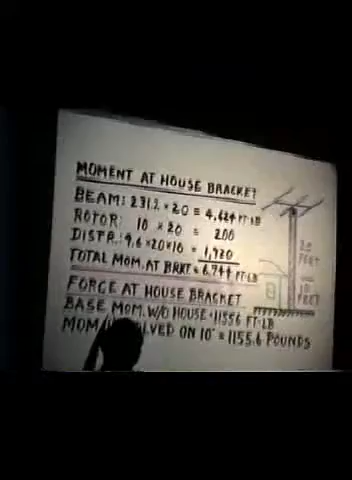 MOMENT AT HOUSE BRACKET
BEAM: 231.2 × 20 = 4,624 FT-LB
ROTOR: 10 × 20 = 200
DISTR.: 9.6 × 20 × 10 = 1,920
TOTAL MOM. AT BRKT = 6,744 FT-LB
FORCE AT HOUSE BRACKET
BASE MOM. W/O HOUSE = 11556 FT-LB
MOM ON 10' = 1155.6 POUNDS
20
FEET
10
FEET